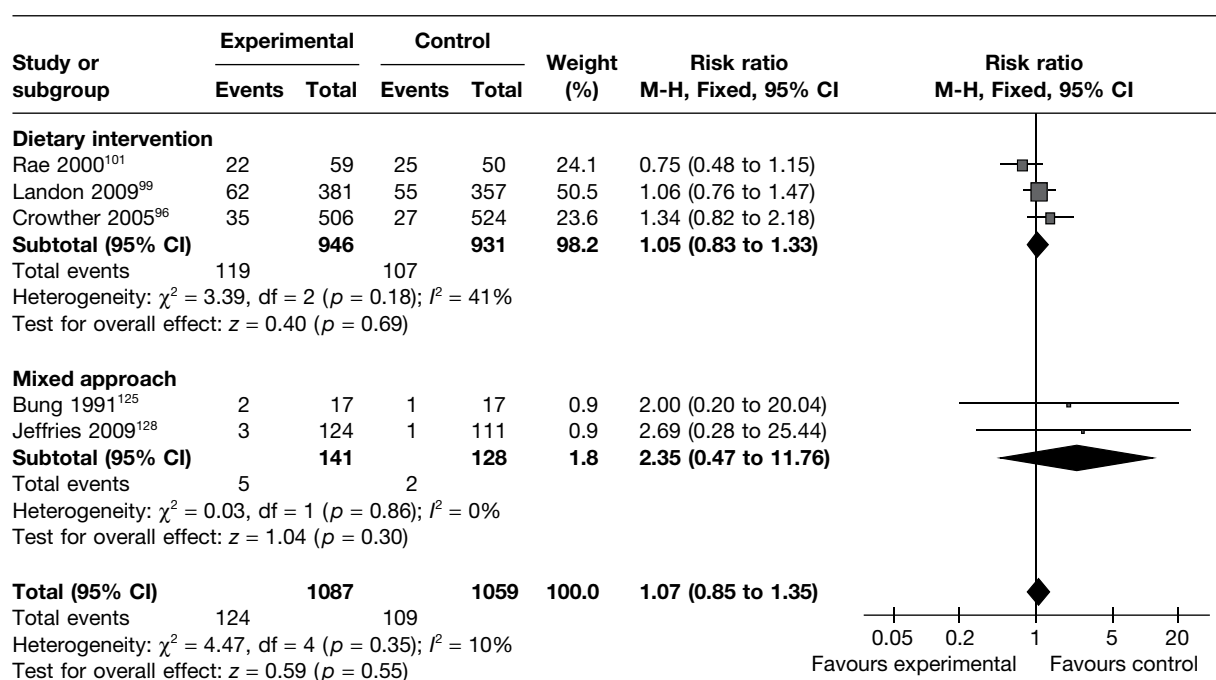 Study or subgroup Experimental Control Weight (%) Risk ratio M-H, Fixed, 95% CI Risk ratio M-H, Fixed, 95% CI
Events Total Events Total
Dietary intervention
Rae 2000¹⁰¹ 22 59 25 50 24.1 0.75 (0.48 to 1.15)
Landon 2009⁹⁹ 62 381 55 357 50.5 1.06 (0.76 to 1.47)
Crowther 2005⁹⁶ 35 506 27 524 23.6 1.34 (0.82 to 2.18)
Subtotal (95% CI) 946 931 98.2 1.05 (0.83 to 1.33)
Total events 119 107
Heterogeneity: χ² = 3.39, df = 2 (p = 0.18); I² = 41%
Test for overall effect: z = 0.40 (p = 0.69)
Mixed approach
Bung 1991¹²⁵ 2 17 1 17 0.9 2.00 (0.20 to 20.04)
Jeffries 2009¹²⁸ 3 124 1 111 0.9 2.69 (0.28 to 25.44)
Subtotal (95% CI) 141 128 1.8 2.35 (0.47 to 11.76)
Total events 5 2
Heterogeneity: χ² = 0.03, df = 1 (p = 0.86); I² = 0%
Test for overall effect: z = 1.04 (p = 0.30)
Total (95% CI) 1087 1059 100.0 1.07 (0.85 to 1.35)
Total events 124 109
Heterogeneity: χ² = 4.47, df = 4 (p = 0.35); I² = 10%
Test for overall effect: z = 0.59 (p = 0.55)
0.05 0.2 1 5 20
Favours experimental Favours control